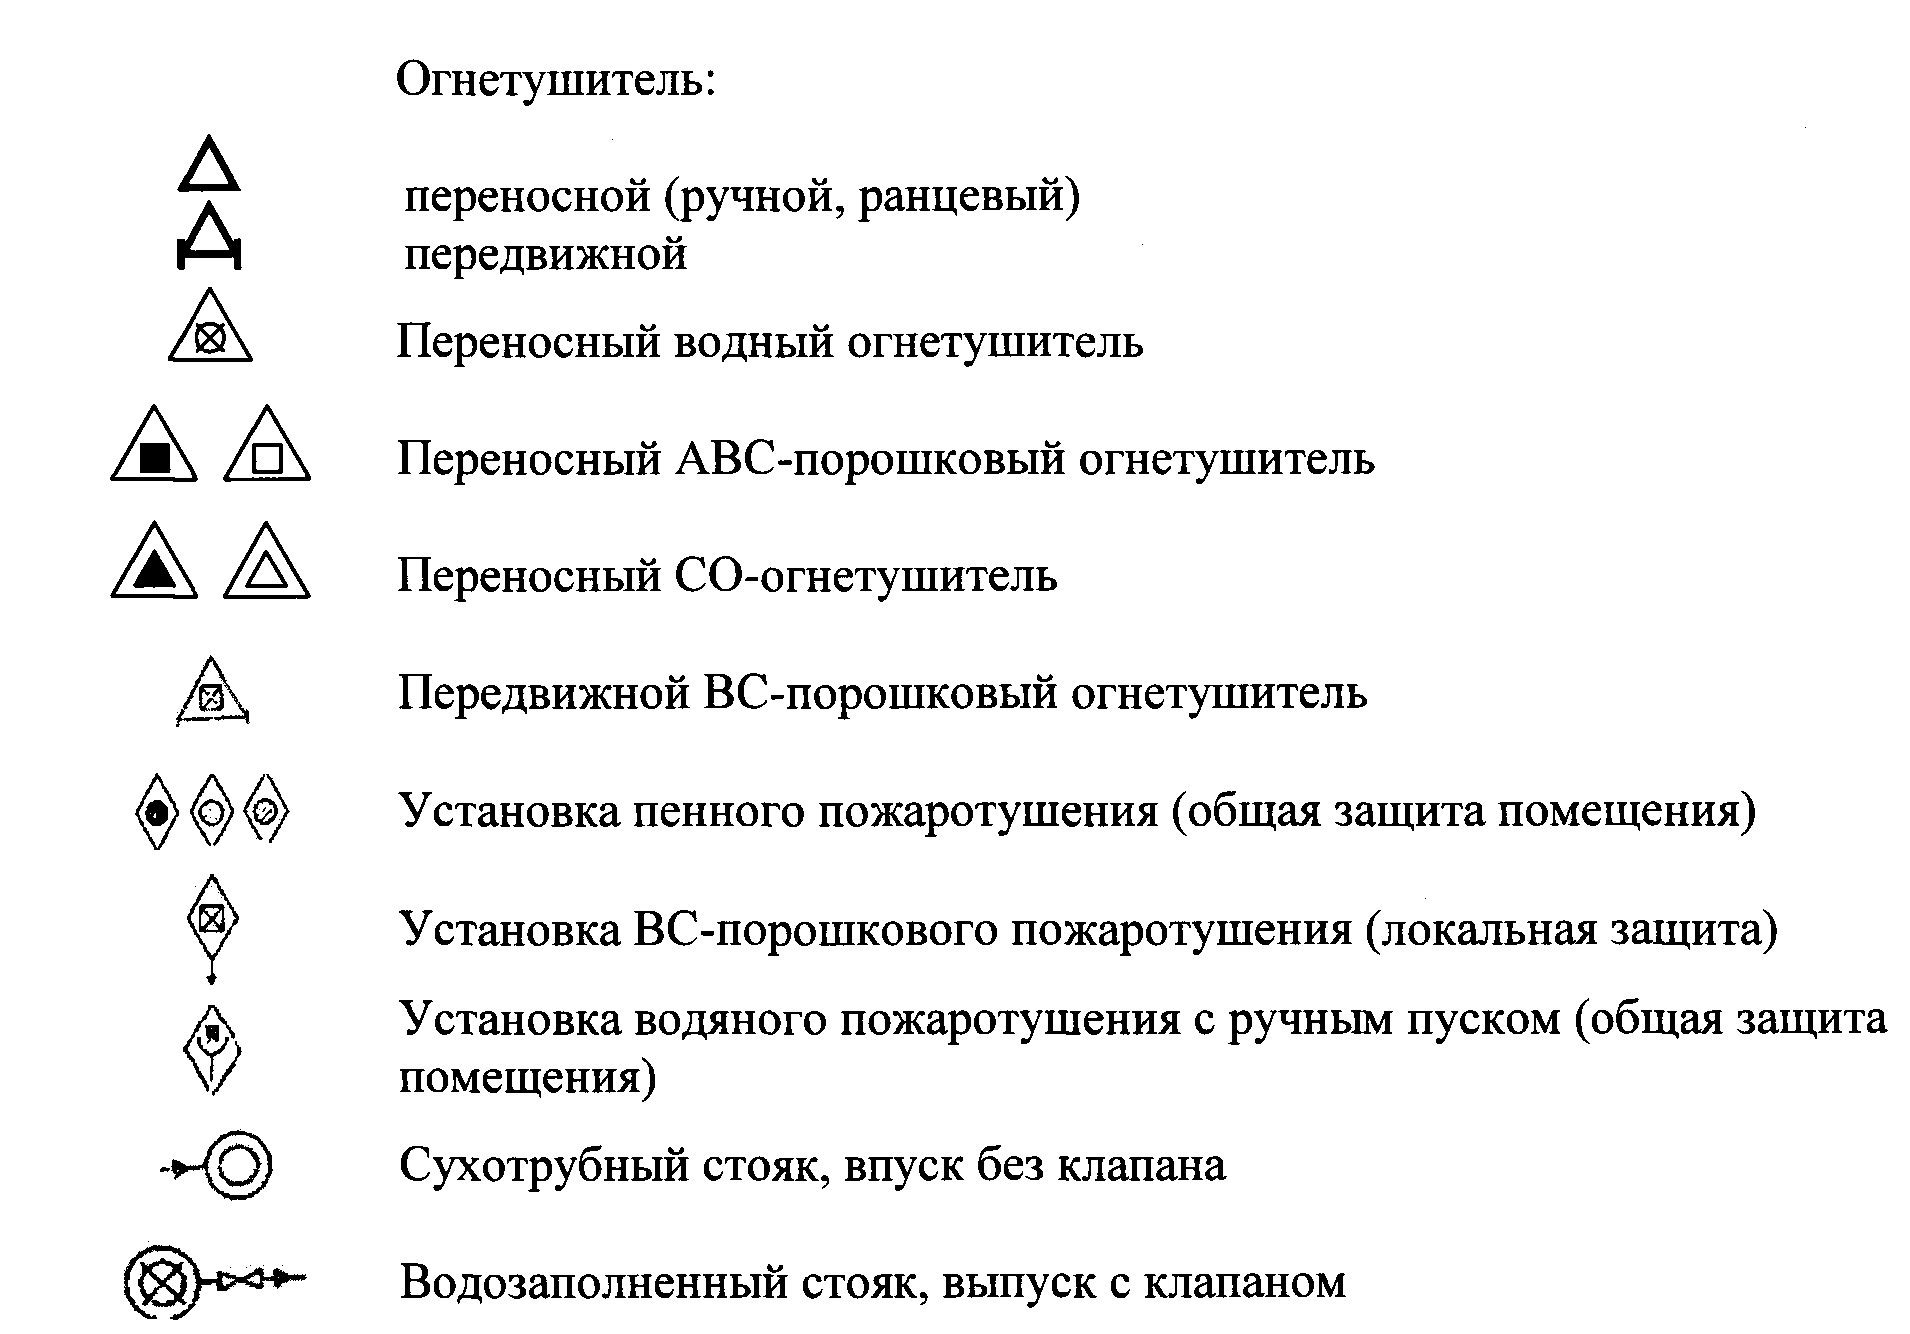 Огнетушитель:
переносной (ручной, ранцевый)
передвижной
Переносный водный огнетушитель
Переносный АВС-порошковый огнетушитель
Переносный СО-огнетушитель
Передвижной ВС-порошковый огнетушитель
Установка пенного пожаротушения (общая защита помещения)
Установка ВС-порошкового пожаротушения (локальная защита)
Установка водяного пожаротушения с ручным пуском (общая защита
помещения)
Сухотрубный стояк, впуск без клапана
Водозаполненный стояк, выпуск с клапаном